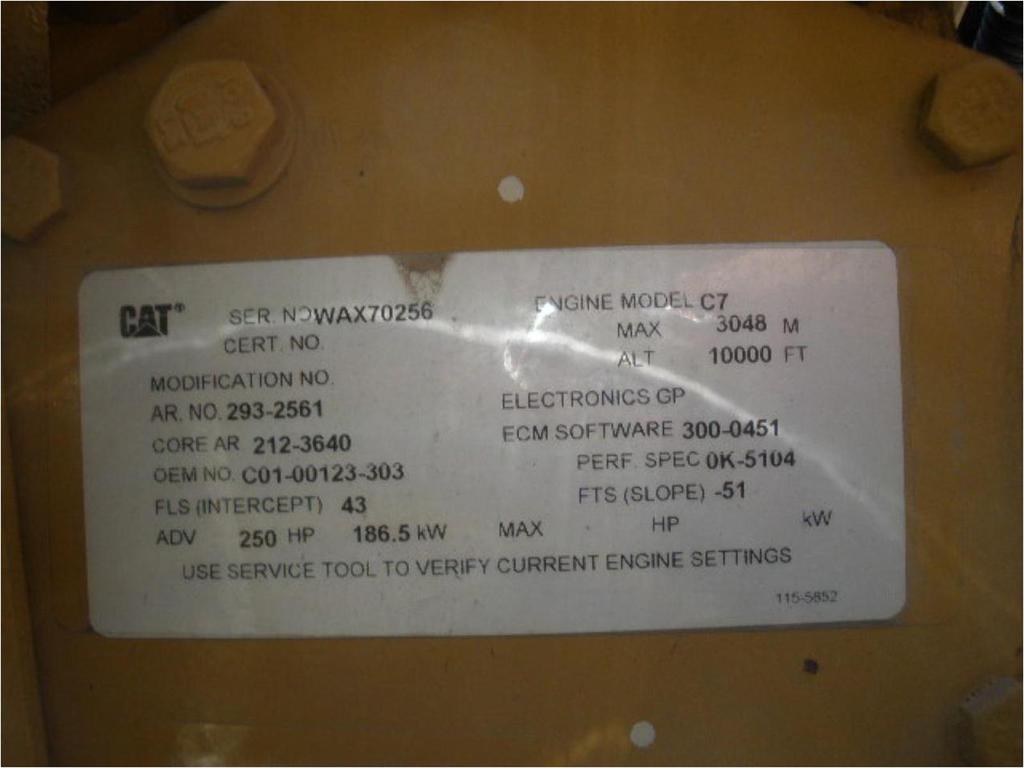 CAT® SER. NO WAX70256 ENGINE MODEL C7
CERT. NO. MAX 3048 M
ALT 10000 FT
MODIFICATION NO.
AR. NO. 293-2561 ELECTRONICS GP
CORE AR 212-3640 ECM SOFTWARE 300-0451
OEM NO. C01-00123-303 PERF. SPEC 0K-5104
FLS (INTERCEPT) 43 FTS (SLOPE) -51
ADV 250 HP 186.5 kW MAX HP kW
USE SERVICE TOOL TO VERIFY CURRENT ENGINE SETTINGS
115-5852